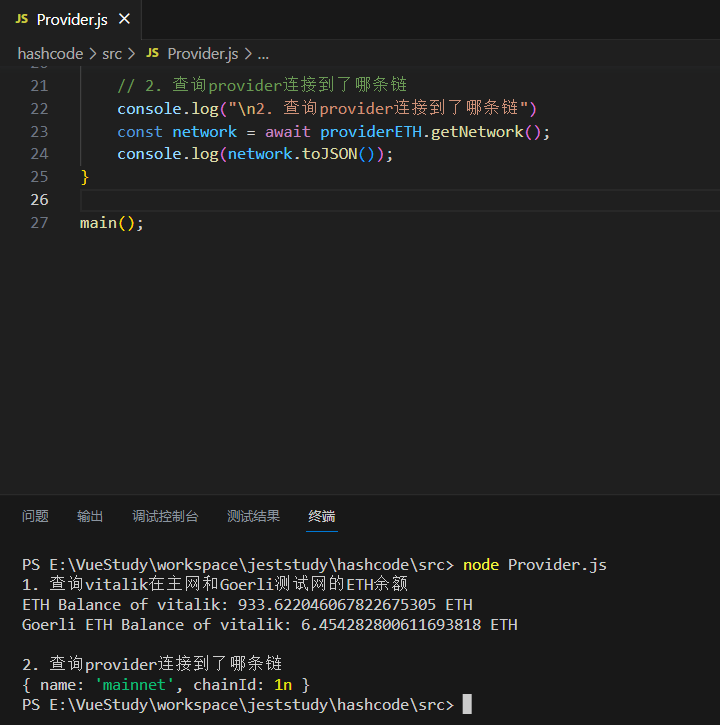 JS Provider.js ×
hashcode > src > JS Provider.js > ...
21 // 2. 查询provider连接到了哪条链
22 console.log("\n2. 查询provider连接到了哪条链")
23 const network = await providerETH.getNetwork();
24 console.log(network.toJSON());
25 }
26
27 main();
问题 输出 调试控制台 测试结果 终端
PS E:\VueStudy\workspace\jeststudy\hashcode\src> node Provider.js
1. 查询vitalik在主网和Goerli测试网的ETH余额
ETH Balance of vitalik: 933.622046067822675305 ETH
Goerli ETH Balance of vitalik: 6.454282800611693818 ETH
2. 查询provider连接到了哪条链
{ name: 'mainnet', chainId: 1n }
PS E:\VueStudy\workspace\jeststudy\hashcode\src>